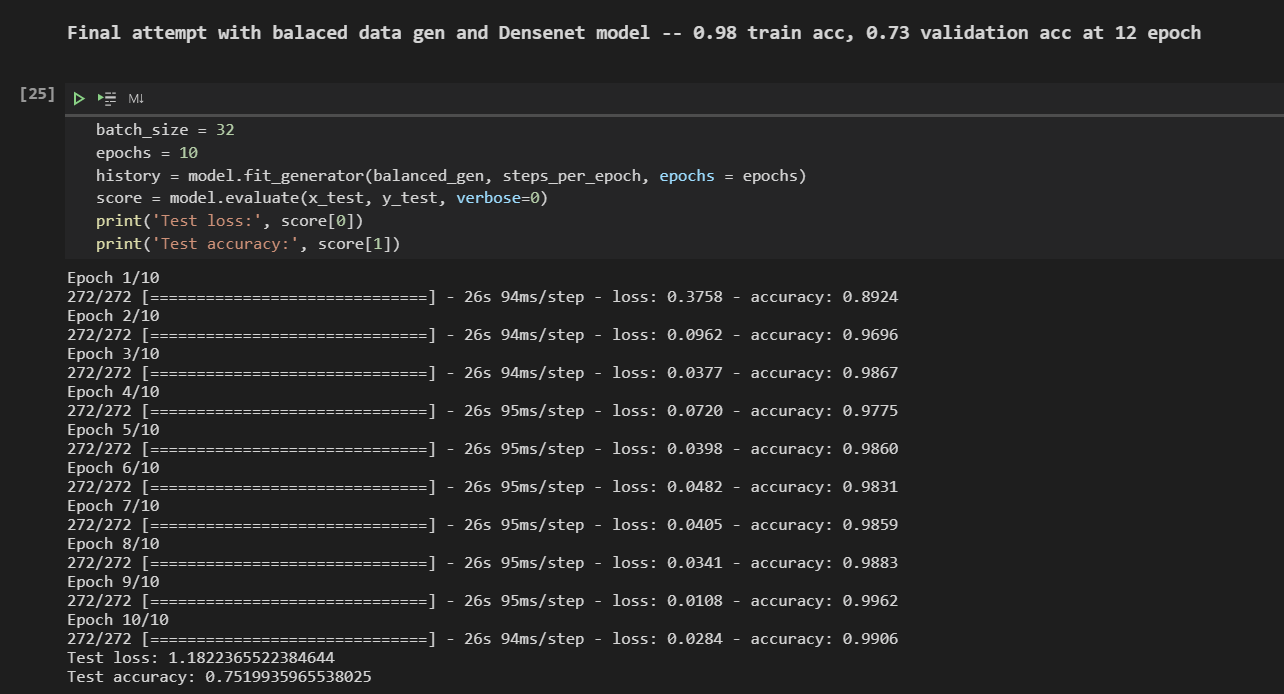 Final attempt with balaced data gen and Densenet model -- 0.98 train acc, 0.73 validation acc at 12 epoch
[25]
M↓
batch_size = 32
epochs = 10
history = model.fit_generator(balanced_gen, steps_per_epoch, epochs = epochs)
score = model.evaluate(x_test, y_test, verbose=0)
print('Test loss:', score[0])
print('Test accuracy:', score[1])
Epoch 1/10
272/272 [==============================] - 26s 94ms/step - loss: 0.3758 - accuracy: 0.8924
Epoch 2/10
272/272 [==============================] - 26s 94ms/step - loss: 0.0962 - accuracy: 0.9696
Epoch 3/10
272/272 [==============================] - 26s 94ms/step - loss: 0.0377 - accuracy: 0.9867
Epoch 4/10
272/272 [==============================] - 26s 95ms/step - loss: 0.0720 - accuracy: 0.9775
Epoch 5/10
272/272 [==============================] - 26s 95ms/step - loss: 0.0398 - accuracy: 0.9860
Epoch 6/10
272/272 [==============================] - 26s 95ms/step - loss: 0.0482 - accuracy: 0.9831
Epoch 7/10
272/272 [==============================] - 26s 95ms/step - loss: 0.0405 - accuracy: 0.9859
Epoch 8/10
272/272 [==============================] - 26s 95ms/step - loss: 0.0341 - accuracy: 0.9883
Epoch 9/10
272/272 [==============================] - 26s 95ms/step - loss: 0.0108 - accuracy: 0.9962
Epoch 10/10
272/272 [==============================] - 26s 94ms/step - loss: 0.0284 - accuracy: 0.9906
Test loss: 1.1822365522384644
Test accuracy: 0.7519935965538025